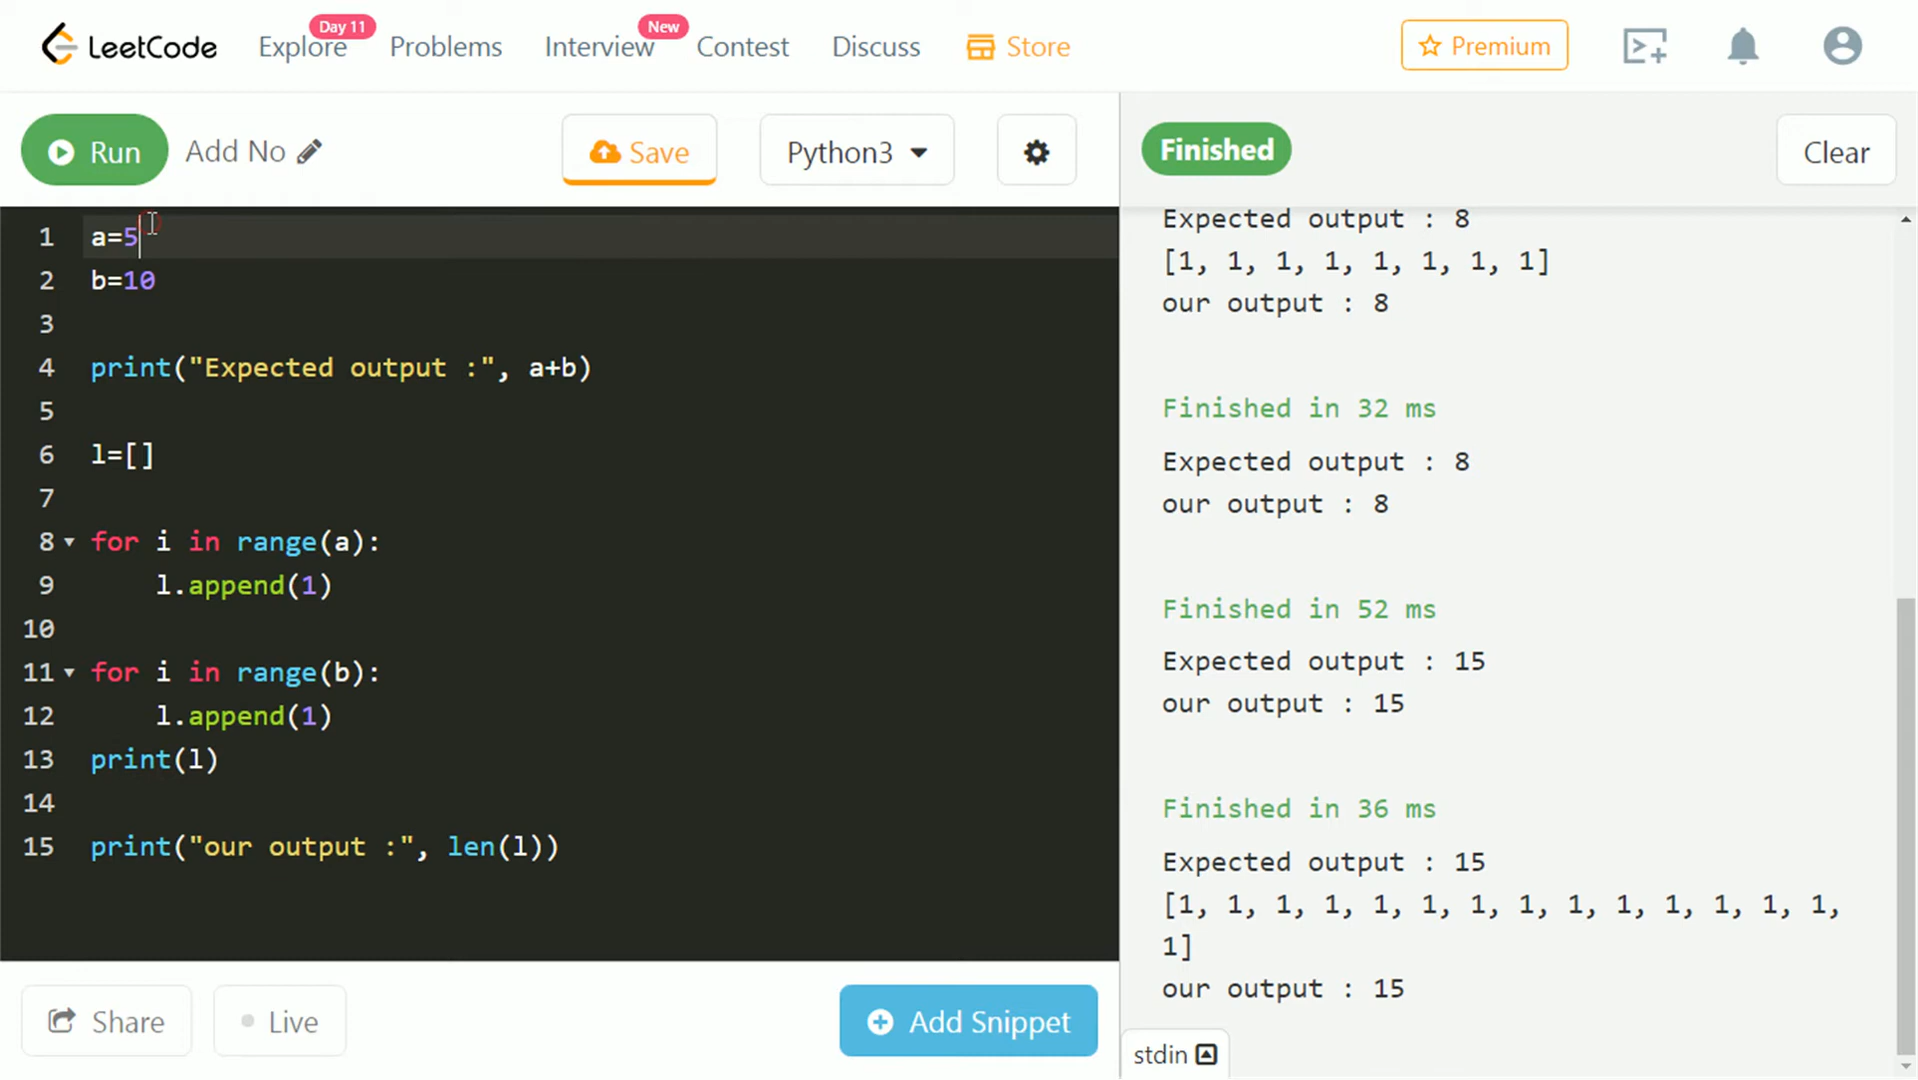 LeetCode Explore Day 11 Problems Interview New Contest Discuss Store Premium
Run Add No Save Python3 Finished Clear
1 a=5
2 b=10
3
4 print("Expected output :", a+b)
5
6 l=[]
7
8 for i in range(a):
9 l.append(1)
10
11 for i in range(b):
12 l.append(1)
13 print(l)
14
15 print("our output :", len(l))
Share Live Add Snippet
Expected output : 8
[1, 1, 1, 1, 1, 1, 1, 1]
our output : 8
Finished in 32 ms
Expected output : 8
our output : 8
Finished in 52 ms
Expected output : 15
our output : 15
Finished in 36 ms
Expected output : 15
[1, 1, 1, 1, 1, 1, 1, 1, 1, 1, 1, 1, 1, 1,
1]
our output : 15
stdin